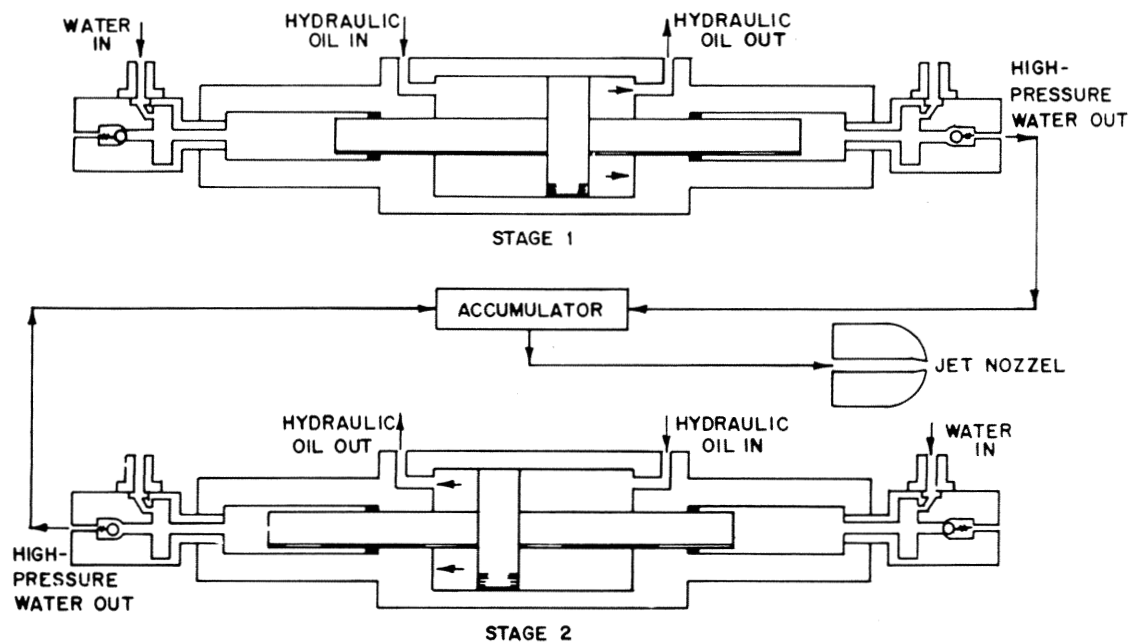 WATER
IN
HYDRAULIC
OIL IN
HYDRAULIC
OIL OUT
HIGH-
PRESSURE
WATER OUT
STAGE 1
ACCUMULATOR
JET NOZZEL
HYDRAULIC
OIL OUT
HYDRAULIC
OIL IN
WATER
IN
HIGH-
PRESSURE
WATER OUT
STAGE 2